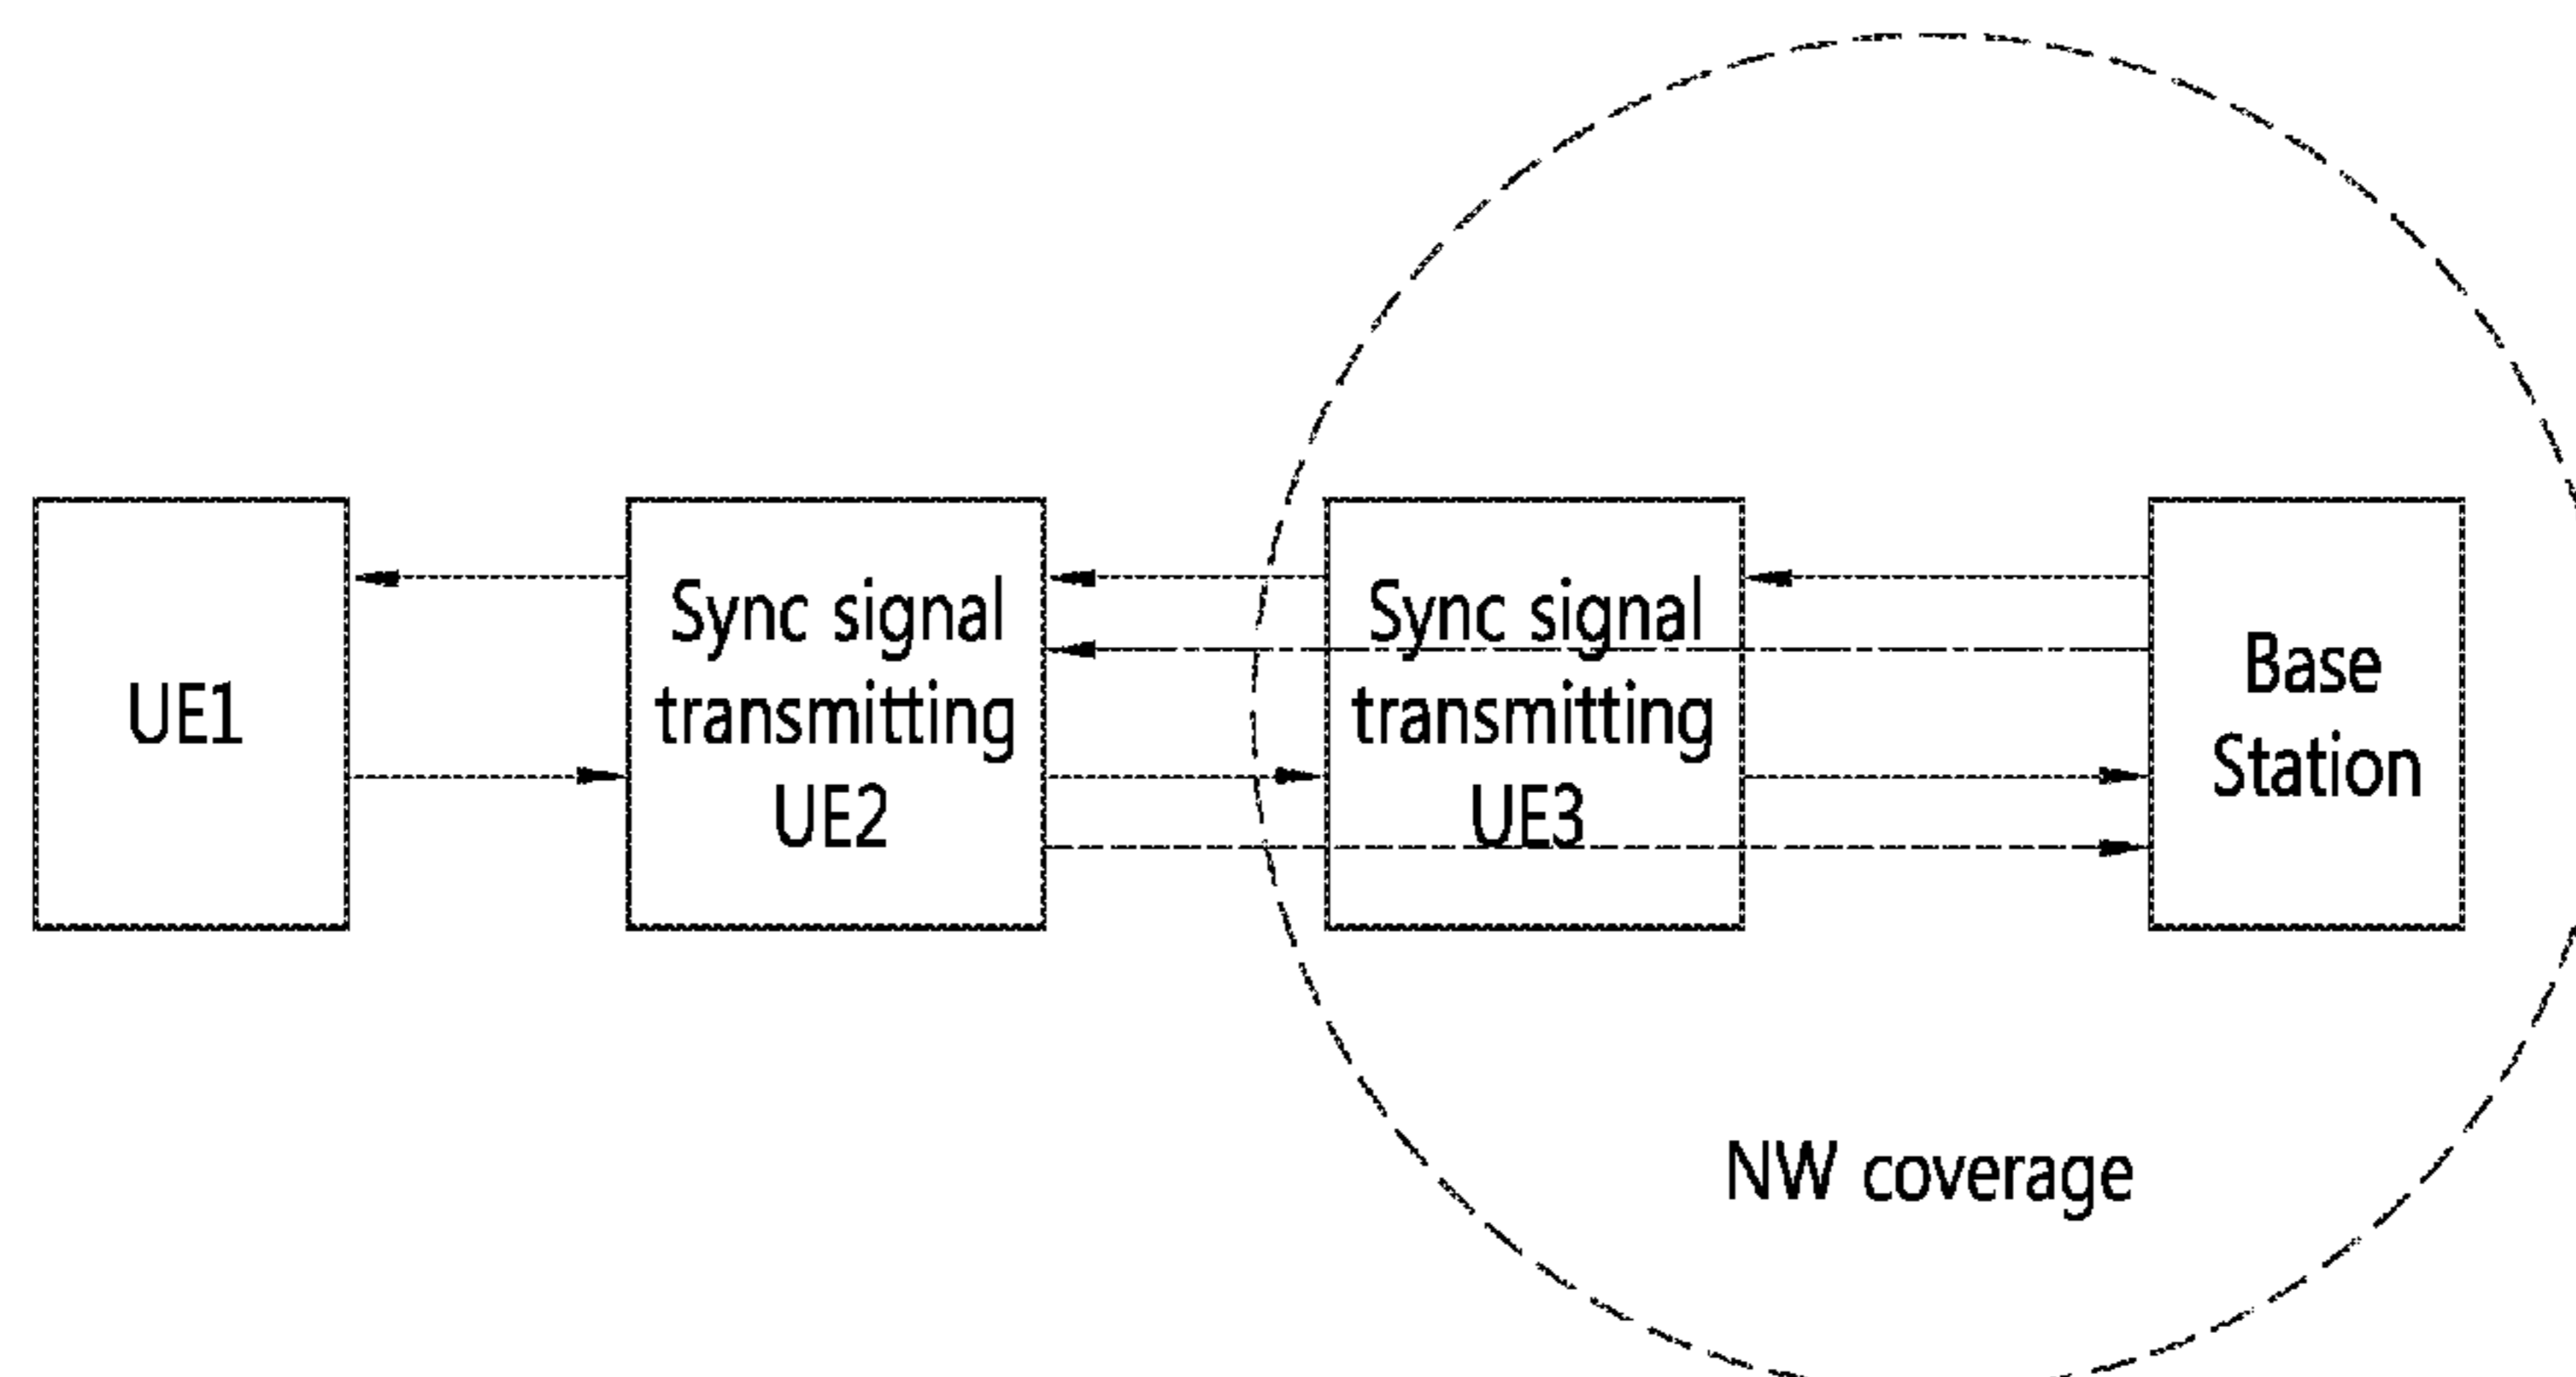 UE1
Sync signal
transmitting
UE2
Sync signal
transmitting
UE3
Base
Station
NW coverage